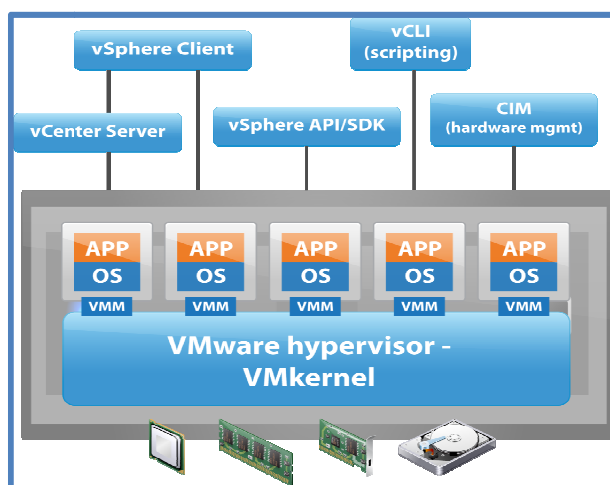 vSphere Client
vCLI
(scripting)
vCenter Server
vSphere API/SDK
CIM
(hardware mgmt)
APP APP APP APP APP
OS OS OS OS OS
VMM VMM VMM VMM VMM
VMware hypervisor -
VMkernel